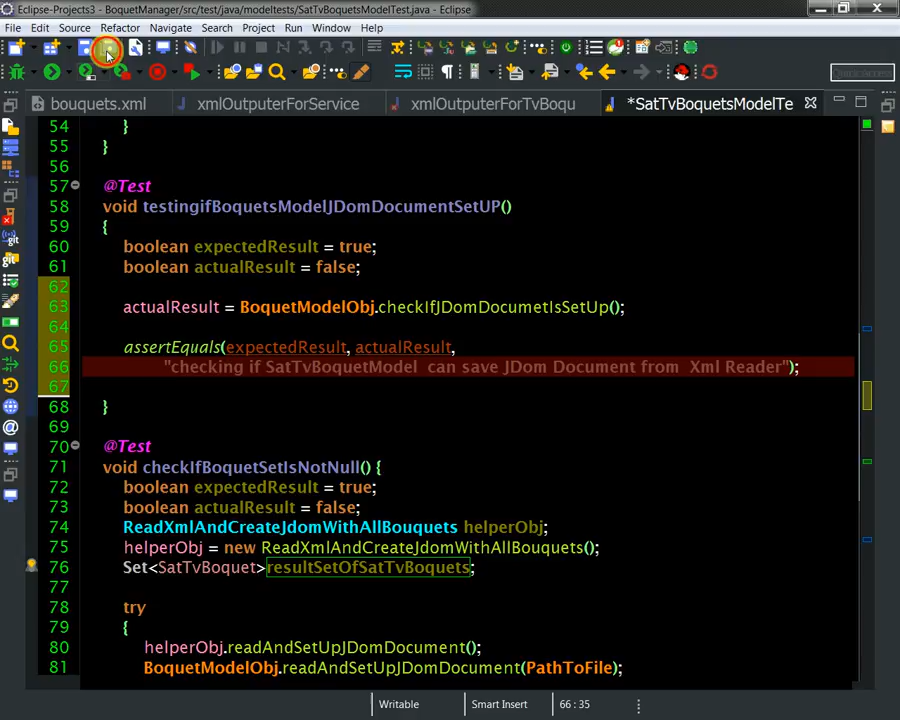 Eclipse-Projects3 - BoquetManager/src/test/java/modeltests/SatTvBoquetsModelTest.java - Eclipse
File Edit Source Refactor Navigate Search Project Run Window Help
Quick Access
bouquets.xml xmlOutputerForService xmlOutputerForTvBoqu *SatTvBoquetsModelTe
54 }
55 }
56
57 @Test
58 void testingifBoquetsModelJDomDocumentSetUP()
59 {
60 boolean expectedResult = true;
61 boolean actualResult = false;
62
63 actualResult = BoquetModelObj.checkIfJDomDocumetIsSetUp();
64
65 assertEquals(expectedResult, actualResult,
66 "checking if SatTvBoquetModel  can save JDom Document from  Xml Reader");
67
68 }
69
70 @Test
71 void checkIfBoquetSetIsNotNull() {
72 boolean expectedResult = true;
73 boolean actualResult = false;
74 ReadXmlAndCreateJdomWithAllBouquets helperObj;
75 helperObj = new ReadXmlAndCreateJdomWithAllBouquets();
76 Set<SatTvBoquet>resultSetOfSatTvBoquets;
77
78 try
79 {
80 helperObj.readAndSetUpJDomDocument();
81 BoquetModelObj.readAndSetUpJDomDocument(PathToFile);
Writable Smart Insert 66 : 35